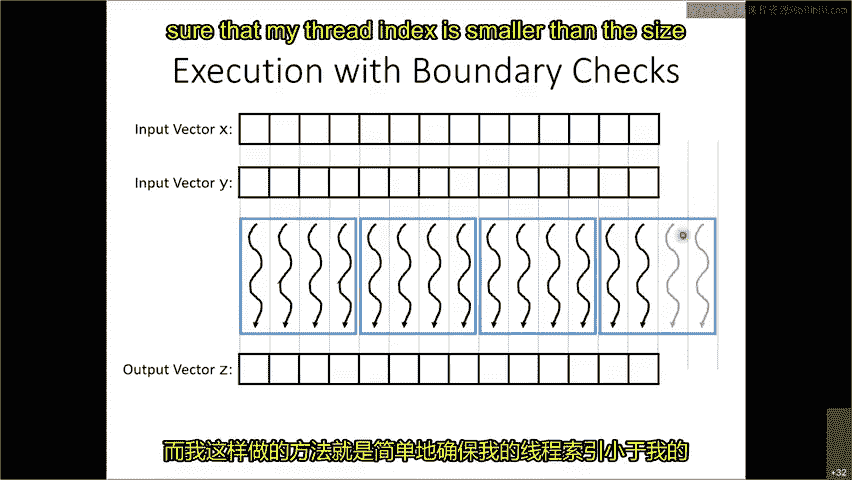 sure that my thread index is smaller than the size
Execution with Boundary Checks
Input Vector x:
Input Vector y:
Output Vector z:
而我这样做的方法就是简单地确保我的线程索引小于我的
+32